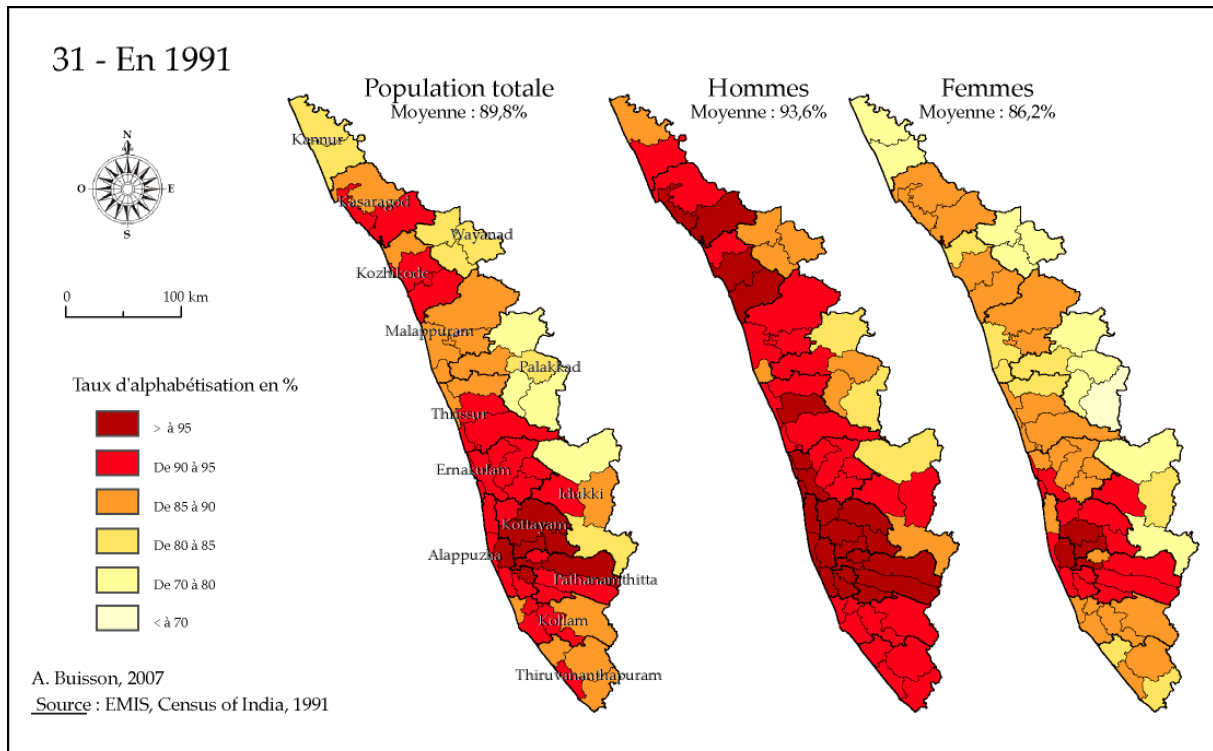 31 - En 1991
Population totale
Moyenne : 89,8%
Hommes
Moyenne : 93,6%
Femmes
Moyenne : 86,2%
N
O
E
S
0
100 km
Kannur
Kasaragod
Wayanad
Kozhikode
Malappuram
Palakkad
Thrissur
Ernakulam
Idukki
Kottayam
Alappuzha
Pathanamthitta
Kollam
Thiruvananthapuram
Taux d'alphabétisation en %
> à 95
De 90 à 95
De 85 à 90
De 80 à 85
De 70 à 80
< à 70
A. Buisson, 2007
Source : EMIS, Census of India, 1991